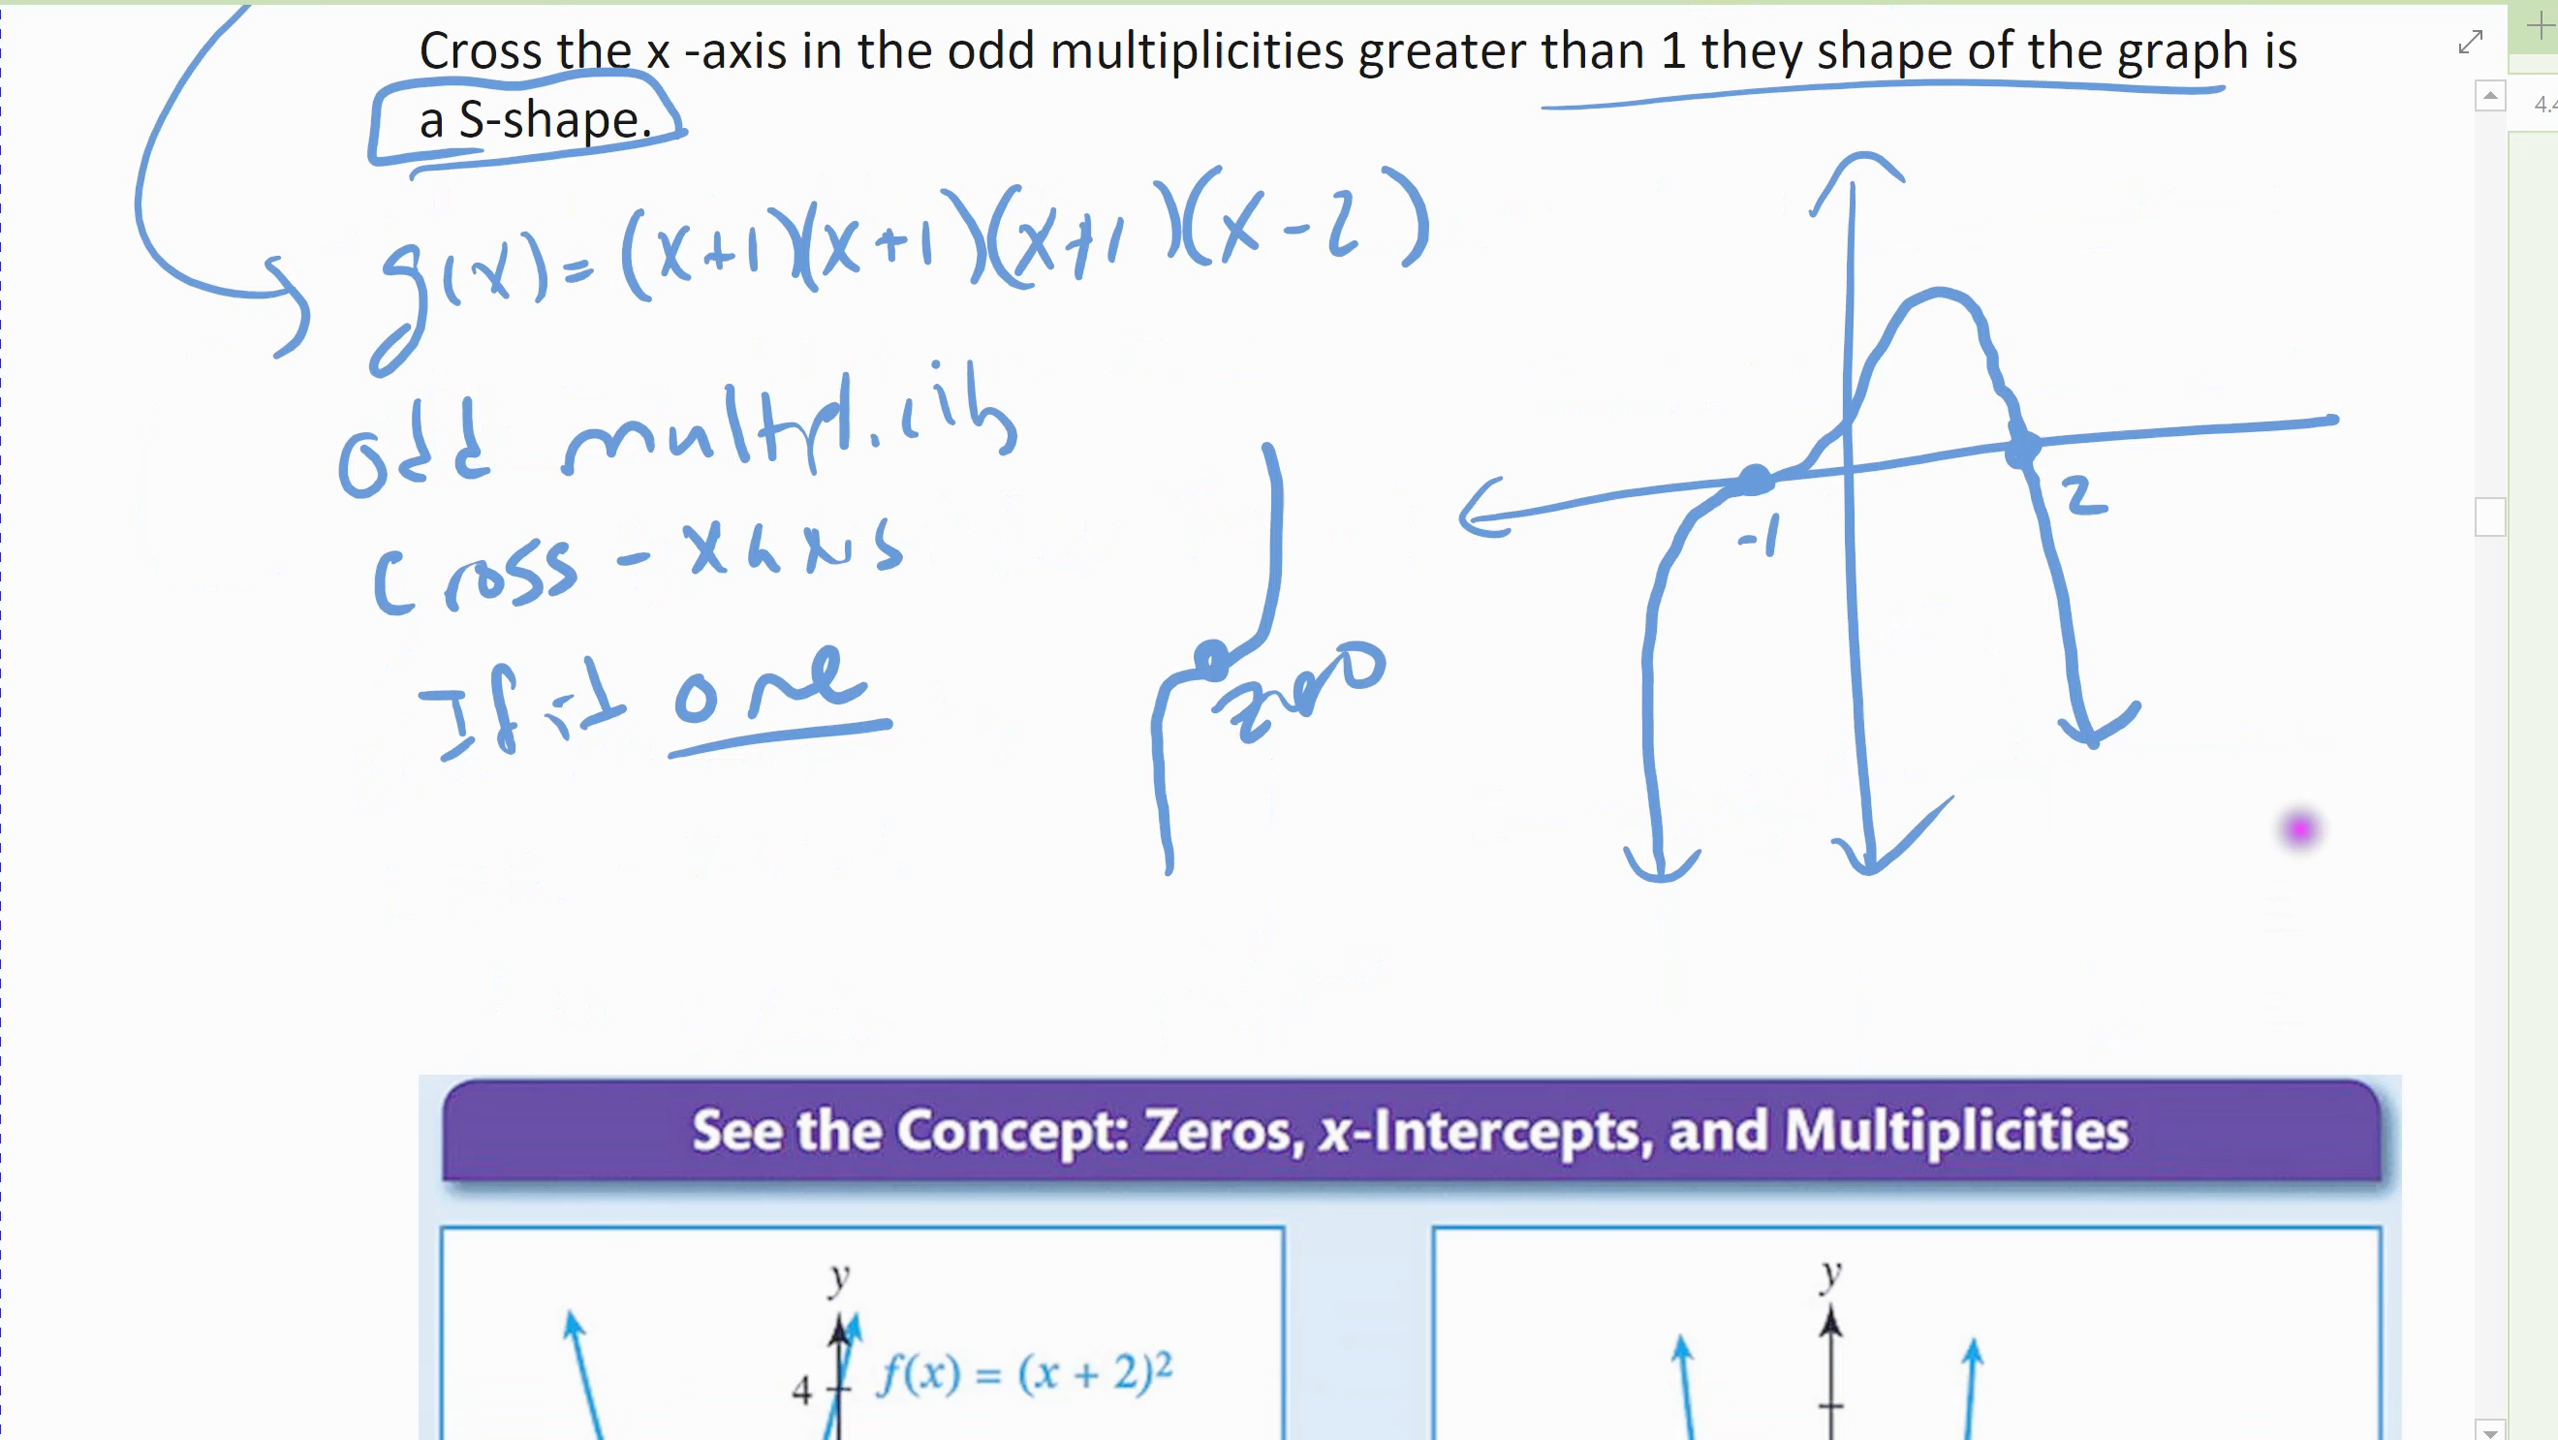 Cross the x -axis in the odd multiplicities greater than 1 they shape of the graph is
a S-shape.
g(x) = (x+1)(x+1)(x+1)(x-2)
odd
cross - x axis
If it one
zero
-1
2
4.4
See the Concept: Zeros, x-Intercepts, and Multiplicities
y
4
f(x) = (x + 2)²
y